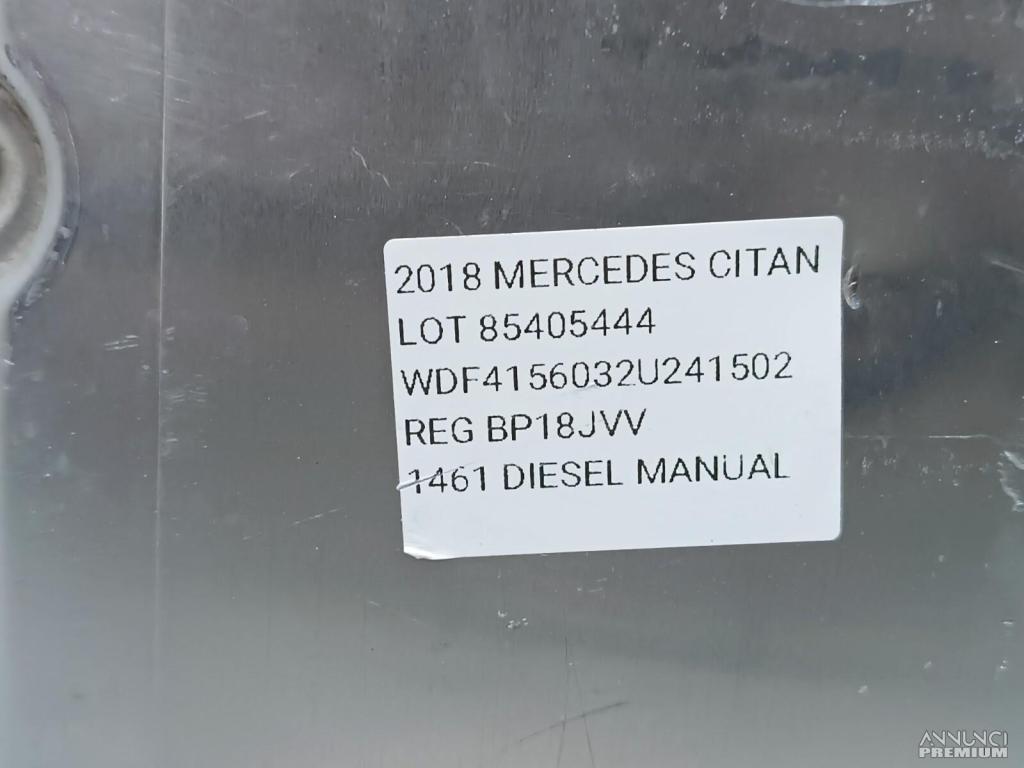 2018 MERCEDES CITAN
LOT 85405444
WDF4156032U241502
REG BP18JVV
1461 DIESEL MANUAL
ANNUNCI
PREMIUM